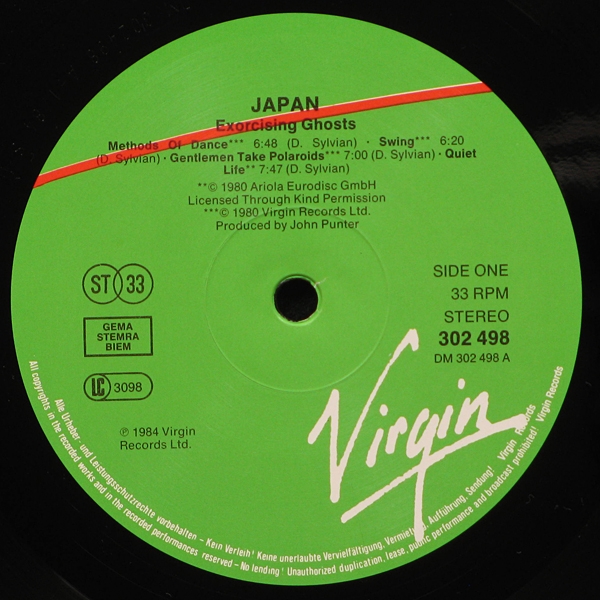 JAPAN
Exorcising Ghosts
Methods Of Dance*** 6:48 (D. Sylvian) · Swing*** 6:20
(D. Sylvian) · Gentlemen Take Polaroids*** 7:00 (D. Sylvian) · Quiet
Life** 7:47 (D. Sylvian)
**© 1980 Ariola Eurodisc GmbH
Licensed Through Kind Permission
***© 1980 Virgin Records Ltd.
Produced by John Punter
ST 33
GEMA
STEMRA
BIEM
LC 3098
SIDE ONE
33 RPM
STEREO
302 498
DM 302 498 A
℗ 1984 Virgin
Records Ltd.
Virgin
Alle Urheber- und Leistungsschutzrechte vorbehalten – Kein Verleih! Keine unerlaubte Vervielfältigung, Vermietung, Aufführung, Sendung! Virgin Records
All copyrights in the recorded works and in the recorded performances reserved – No lending! Unauthorized duplication, lease, public performance and broadcast prohibited! Virgin Records